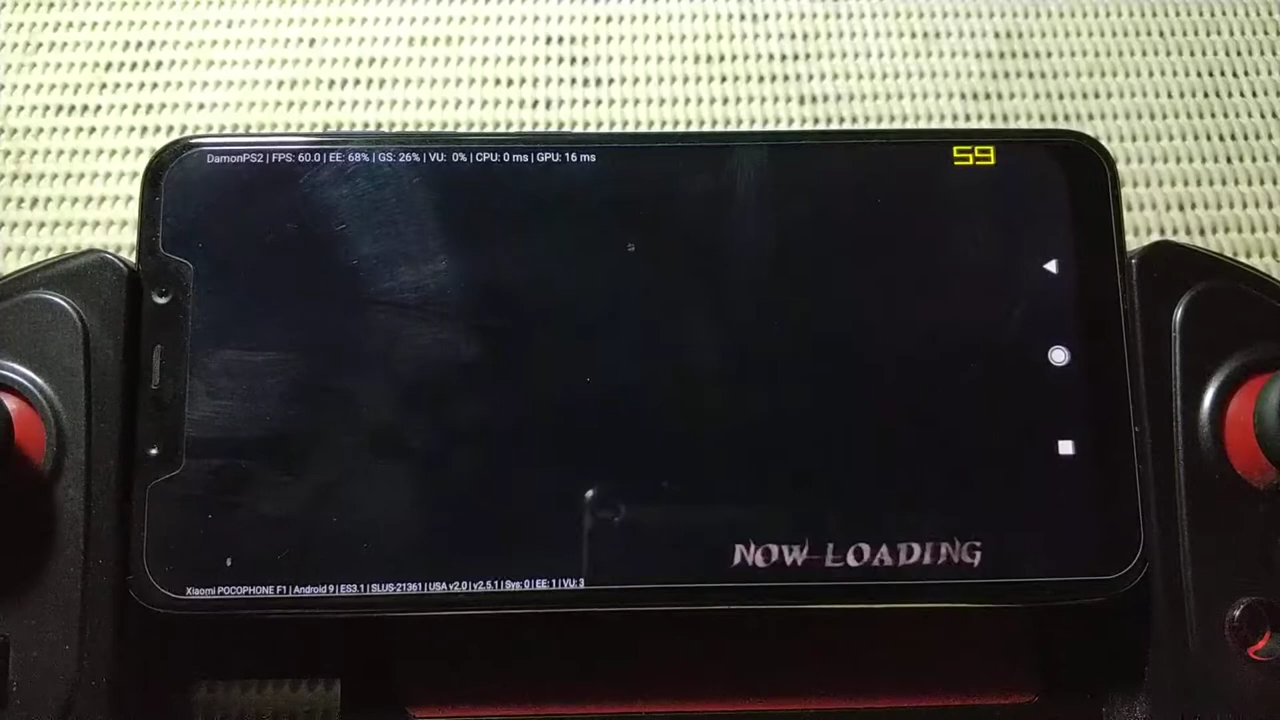 DamonPS2 | FPS: 60.0 | EE: 68% | GS: 26% | VU: 0% | CPU: 0 ms | GPU: 16 ms
59
NOW LOADING
Xiaomi POCOPHONE F1 | Android 9 | ES3.1 | SLUS-21361 | USA v2.0 | v2.5.1 | Sys: 0 | EE: 1 | VU: 3